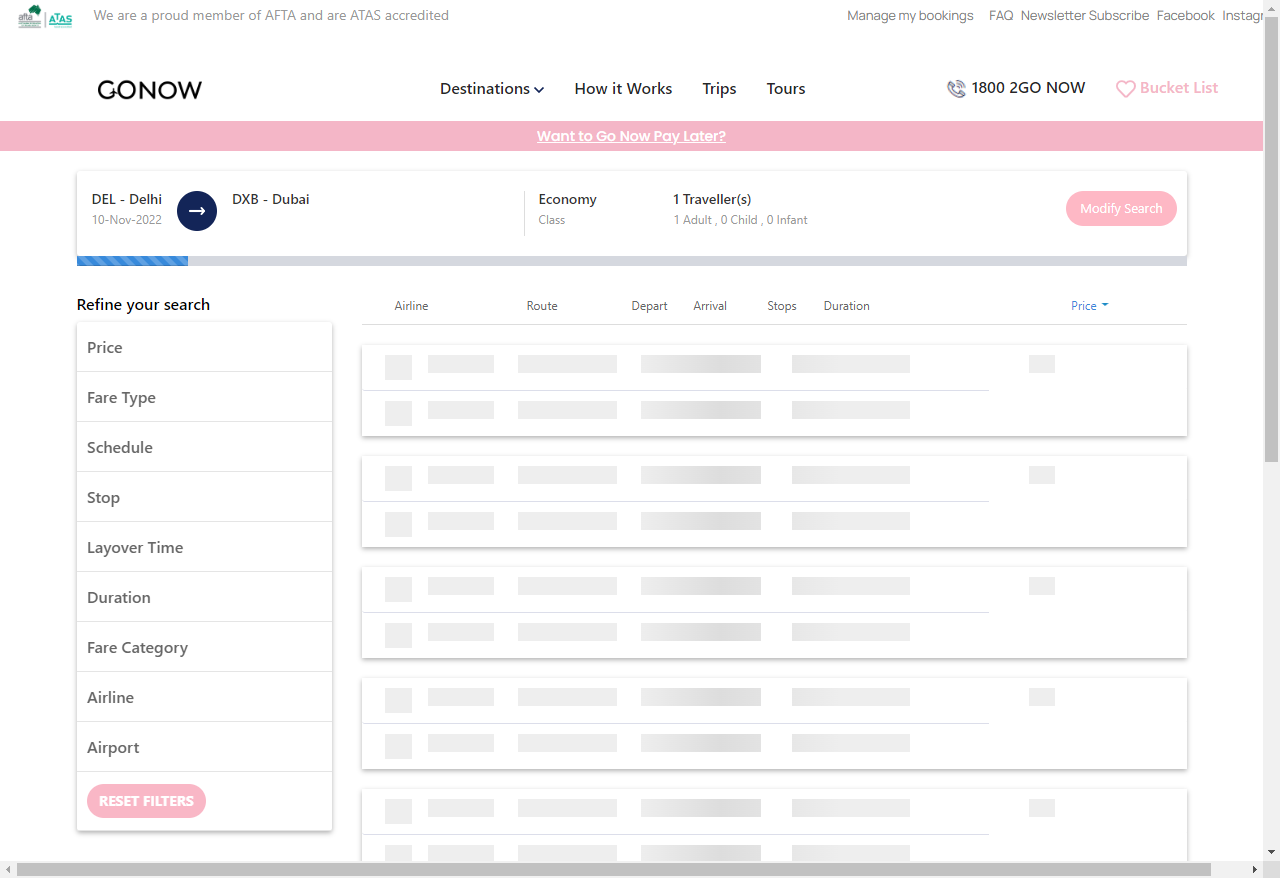 afta ATAS We are a proud member of AFTA and are ATAS accredited Manage my bookings FAQ Newsletter Subscribe Facebook
GONOW Destinations How it Works Trips Tours 1800 2GO NOW Bucket List
Want to Go Now Pay Later?
DEL - Delhi DXB - Dubai Economy 1 Traveller(s) Modify Search
10-Nov-2022 Class 1 Adult , 0 Child , 0 Infant
Refine your search Airline Route Depart Arrival Stops Duration Price
Price
Fare Type
Schedule
Stop
Layover Time
Duration
Fare Category
Airline
Airport
RESET FILTERS